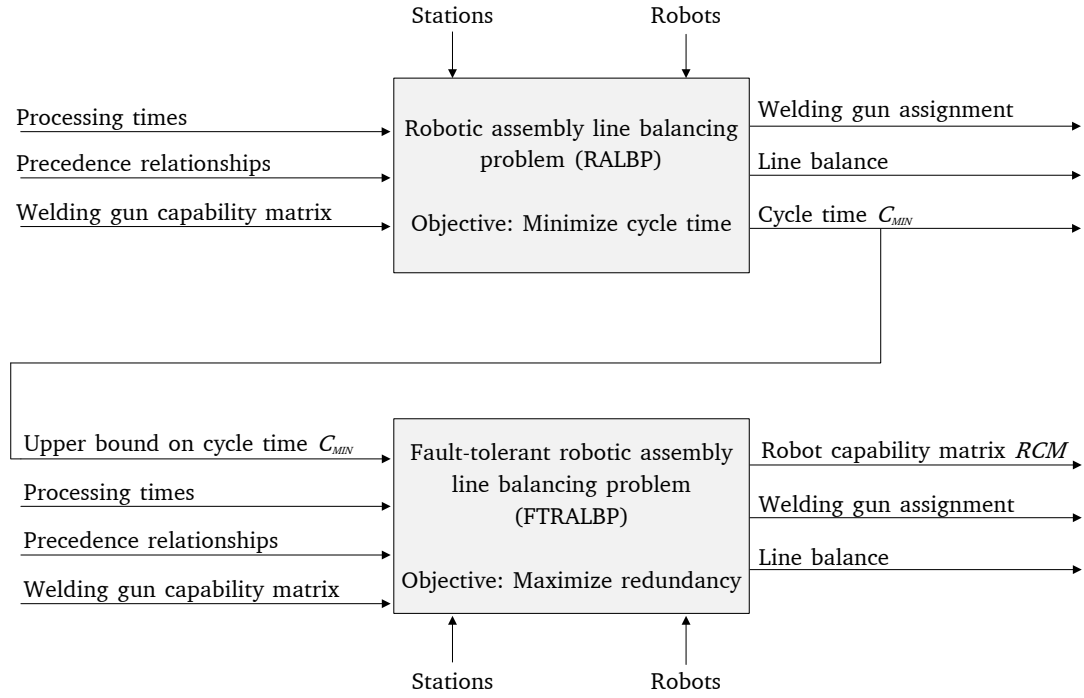 Stations
Robots
Processing times
Precedence relationships
Welding gun capability matrix
Robotic assembly line balancing
problem (RALBP)
Objective: Minimize cycle time
Welding gun assignment
Line balance
Cycle time C_MIN
Upper bound on cycle time C_MIN
Processing times
Precedence relationships
Welding gun capability matrix
Fault-tolerant robotic assembly
line balancing problem
(FTRALBP)
Objective: Maximize redundancy
Robot capability matrix RCM
Welding gun assignment
Line balance
Stations
Robots